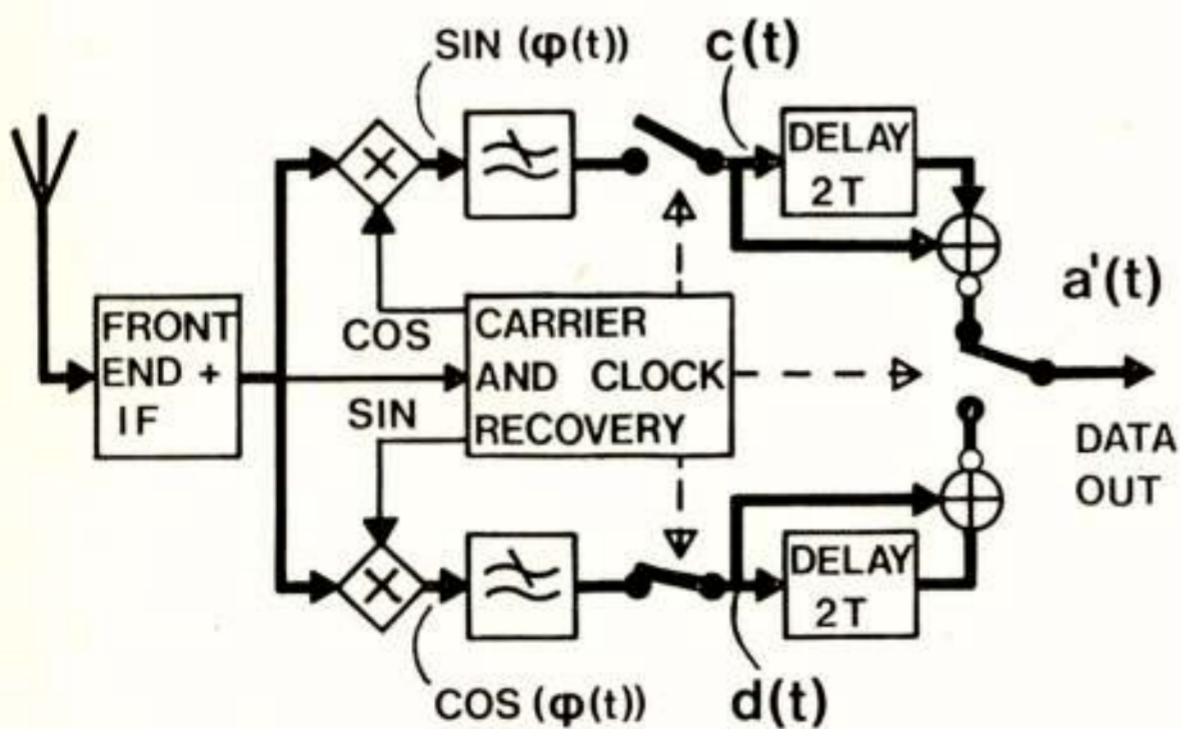 SIN (φ(t))
c(t)
DELAY
2T
a'(t)
FRONT
END +
IF
COS
CARRIER
AND CLOCK
RECOVERY
SIN
DATA
OUT
DELAY
2T
COS (φ(t))
d(t)